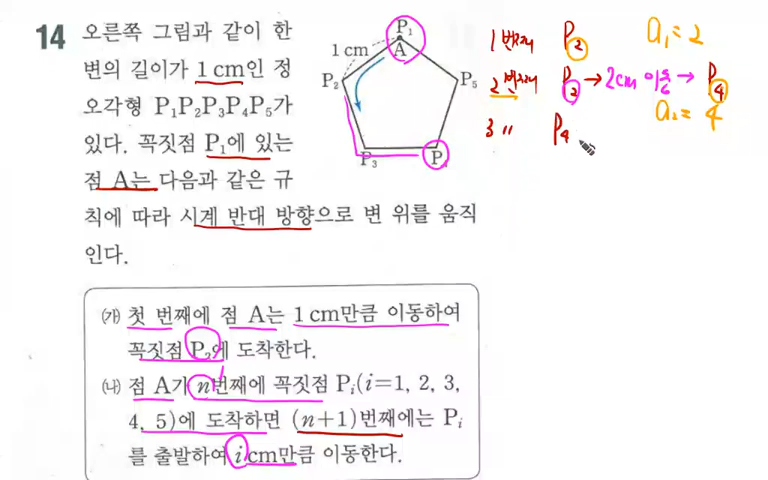 14 오른쪽 그림과 같이 한
변의 길이가 1 cm인 정
오각형 P₁P₂P₃P₄P₅가
있다. 꼭짓점 P₁에 있는
점 A는 다음과 같은 규
칙에 따라 시계 반대 방향으로 변 위를 움직
인다.
P₁
A
1 cm
P₂
P₅
P₃
P₄
1번째 P₂ a₁=2
2번째 P₂ → 2cm 이동 → P₄
a₂=4
3 〃 P₄
㈎ 첫 번째에 점 A는 1 cm만큼 이동하여
꼭짓점 P₂에 도착한다.
㈏ 점 A가 n번째에 꼭짓점 Pᵢ(i=1, 2, 3,
4, 5)에 도착하면 (n+1)번째에는 Pᵢ
를 출발하여 i cm만큼 이동한다.